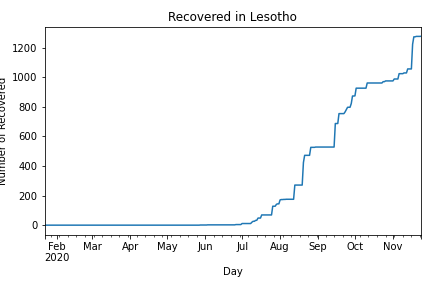 Recovered in Lesotho
Number of Recovered
1200
1000
800
600
400
200
0
Feb Mar Apr May Jun Jul Aug Sep Oct Nov
2020
Day